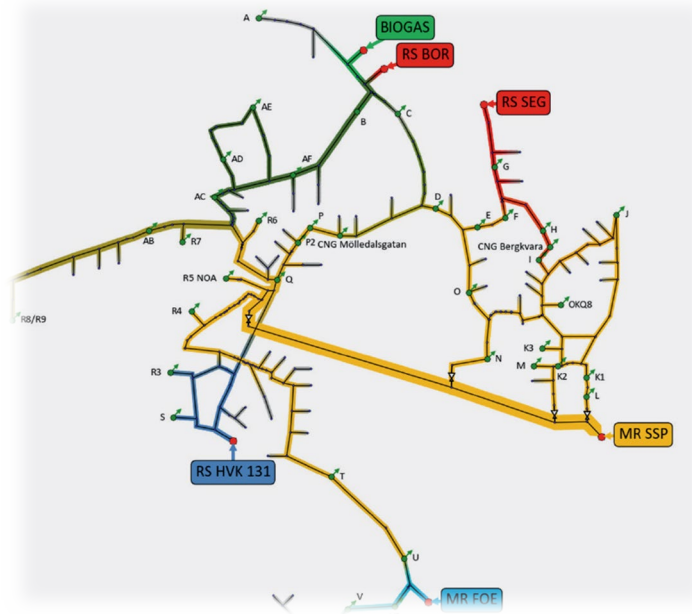 A
BIOGAS
RS BOR
AE
B
C
RS SEG
AD
AF
G
AC
D
J
R6
P
E
F
H
AB
R7
P2
CNG Mölledalsgatan
CNG Bergkvara
I
R5 NOA
Q
O
OKQ8
R8/R9
R4
K3
N
M
K2
K1
R3
L
S
MR SSP
RS HVK 131
T
U
V
MR FOE